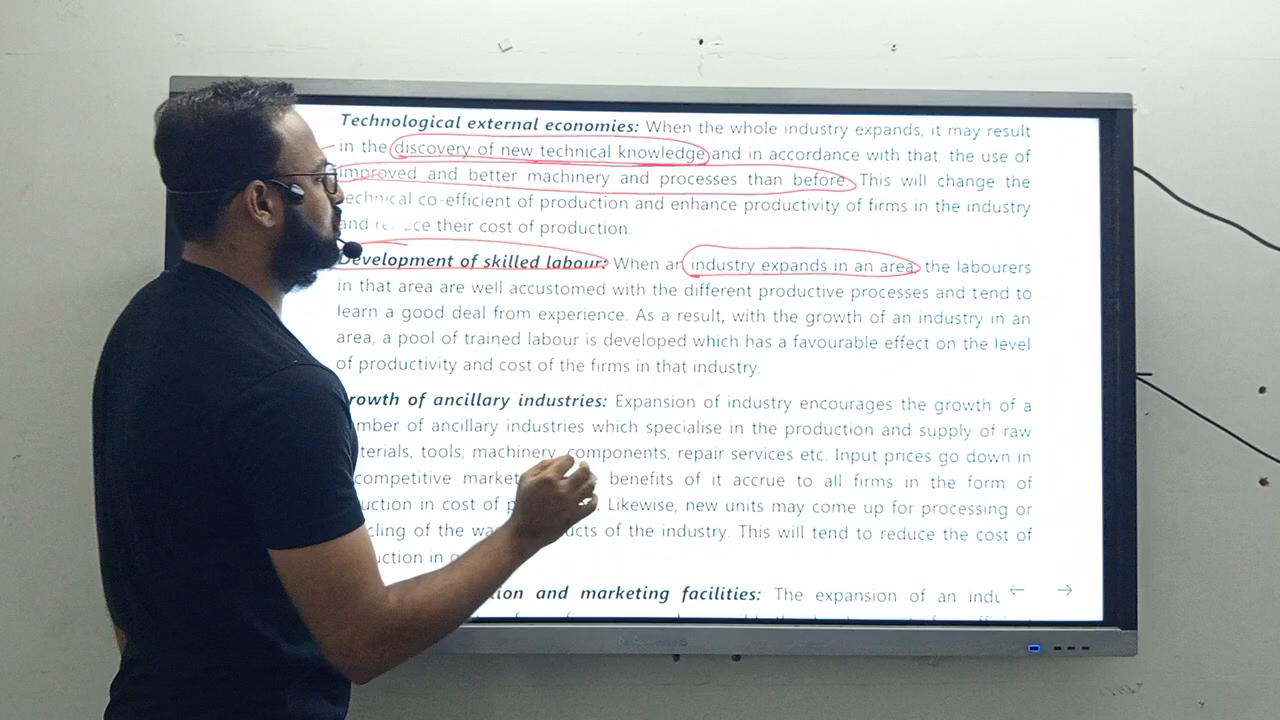 Technological external economies: When the whole industry expands, it may result
in the discovery of new technical knowledge and in accordance with that, the use of
improved and better machinery and processes than before. This will change the
technical co-efficient of production and enhance productivity of firms in the industry
and their cost of production.
Development of skilled labour: When an industry expands in an area, the labourers
in that area are well accustomed with the different productive processes and tend to
learn a good deal from experience. As a result, with the growth of an industry in an
area, a pool of trained labour is developed which has a favourable effect on the level
of productivity and cost of the firms in that industry.
rowth of ancillary industries: Expansion of industry encourages the growth of a
mber of ancillary industries which specialise in the production and supply of raw
terials, tools, machinery components, repair services etc. Input prices go down in
competitive market benefits of it accrue to all firms in the form of
uction in cost of p Likewise, new units may come up for processing or
cling of the wa ucts of the industry. This will tend to reduce the cost of
uction in
ion and marketing facilities: The expansion of an indu